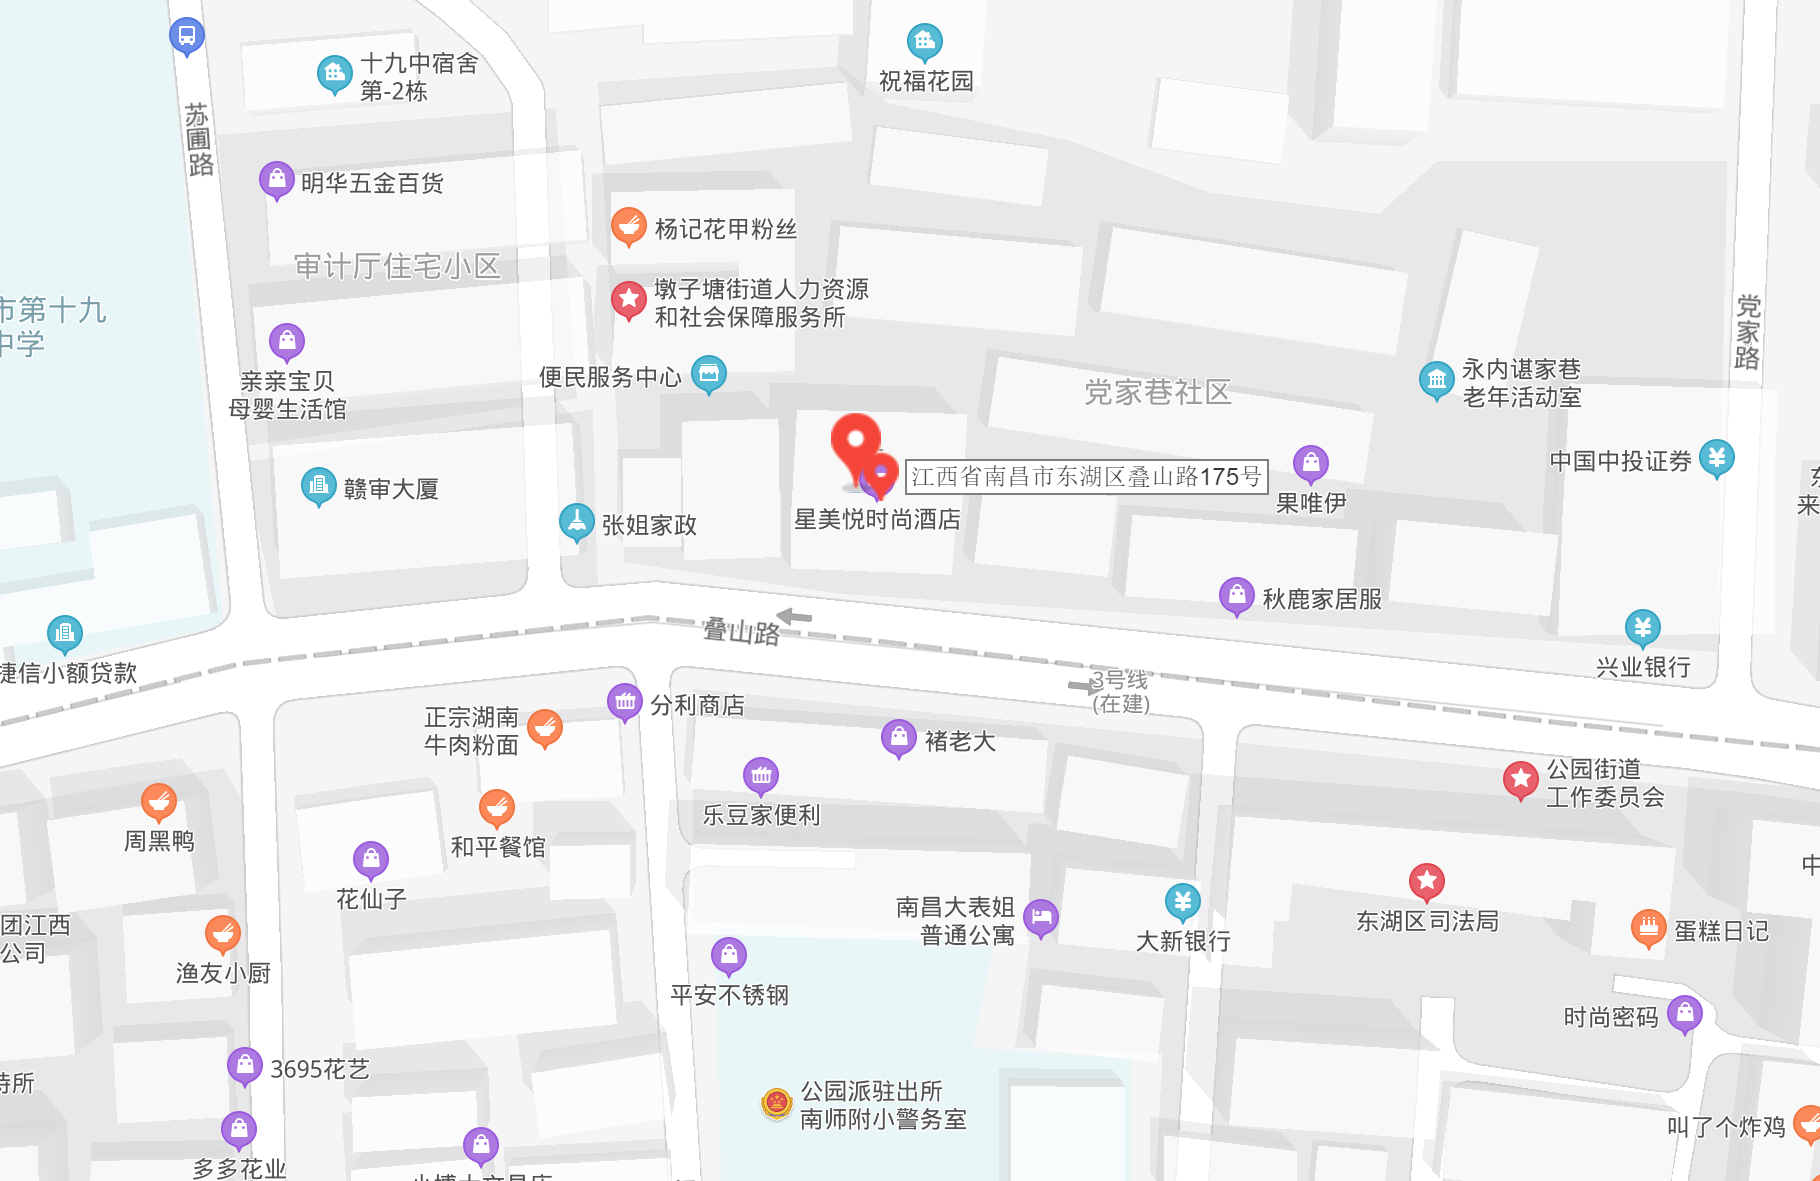 十九中宿舍
第-2栋
祝福花园
苏圃路
明华五金百货
杨记花甲粉丝
审计厅住宅小区
墩子塘街道人力资源
和社会保障服务所
市第十九
中学
党家路
亲亲宝贝
母婴生活馆
便民服务中心
党家巷社区
永内谌家巷
老年活动室
中国中投证券
江西省南昌市东湖区叠山路175号
赣审大厦
果唯伊
张姐家政
星美悦时尚酒店
来
秋鹿家居服
叠山路
捷信小额贷款
兴业银行
3号线
(在建)
正宗湖南
牛肉粉面
分利商店
褚老大
公园街道
工作委员会
乐豆家便利
周黑鸭
和平餐馆
中
花仙子
东湖区司法局
南昌大表姐
普通公寓
大新银行
蛋糕日记
团江西
公司
渔友小厨
平安不锈钢
时尚密码
3695花艺
公园派驻出所
南师附小警务室
叫了个炸鸡
多多花业